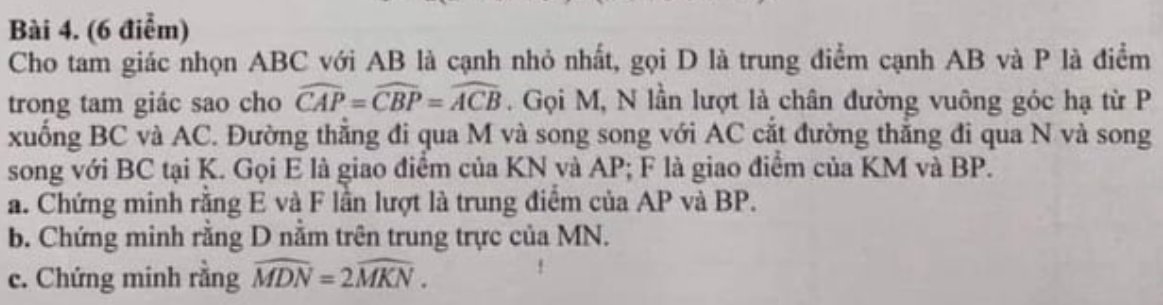 Bài 4. (6 điểm)
Cho tam giác nhọn ABC với AB là cạnh nhỏ nhất, gọi D là trung điểm cạnh AB và P là điểm
trong tam giác sao cho $\widehat{CAP} = \widehat{CBP} = \widehat{ACB}$. Gọi M, N lần lượt là chân đường vuông góc hạ từ P
xuống BC và AC. Đường thẳng đi qua M và song song với AC cắt đường thẳng đi qua N và song
song với BC tại K. Gọi E là giao điểm của KN và AP; F là giao điểm của KM và BP.
a. Chứng minh rằng E và F lần lượt là trung điểm của AP và BP.
b. Chứng minh rằng D nằm trên trung trực của MN.
c. Chứng minh rằng $\widehat{MDN} = 2\widehat{MKN}$.